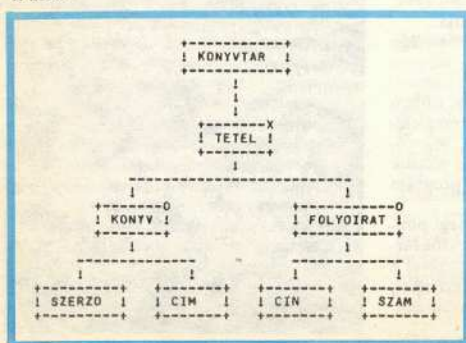 KONYVTAR
TETEL
KONYV FOLYOIRAT
SZERZO CIM CIN SZAM